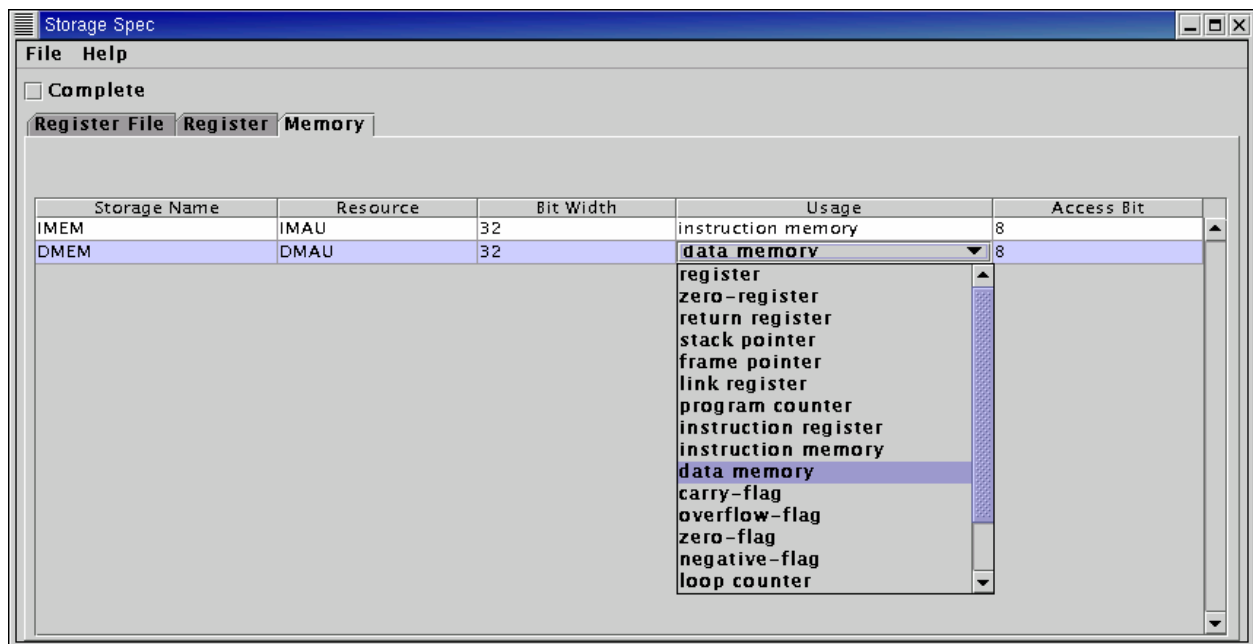 Storage Spec
File Help
Complete
Register File Register Memory
Storage Name Resource Bit Width Usage Access Bit
IMEM IMAU 32 instruction memory 8
DMEM DMAU 32 data memory 8
register
zero-register
return register
stack pointer
frame pointer
link register
program counter
instruction register
instruction memory
data memory
carry-flag
overflow-flag
zero-flag
negative-flag
loop counter